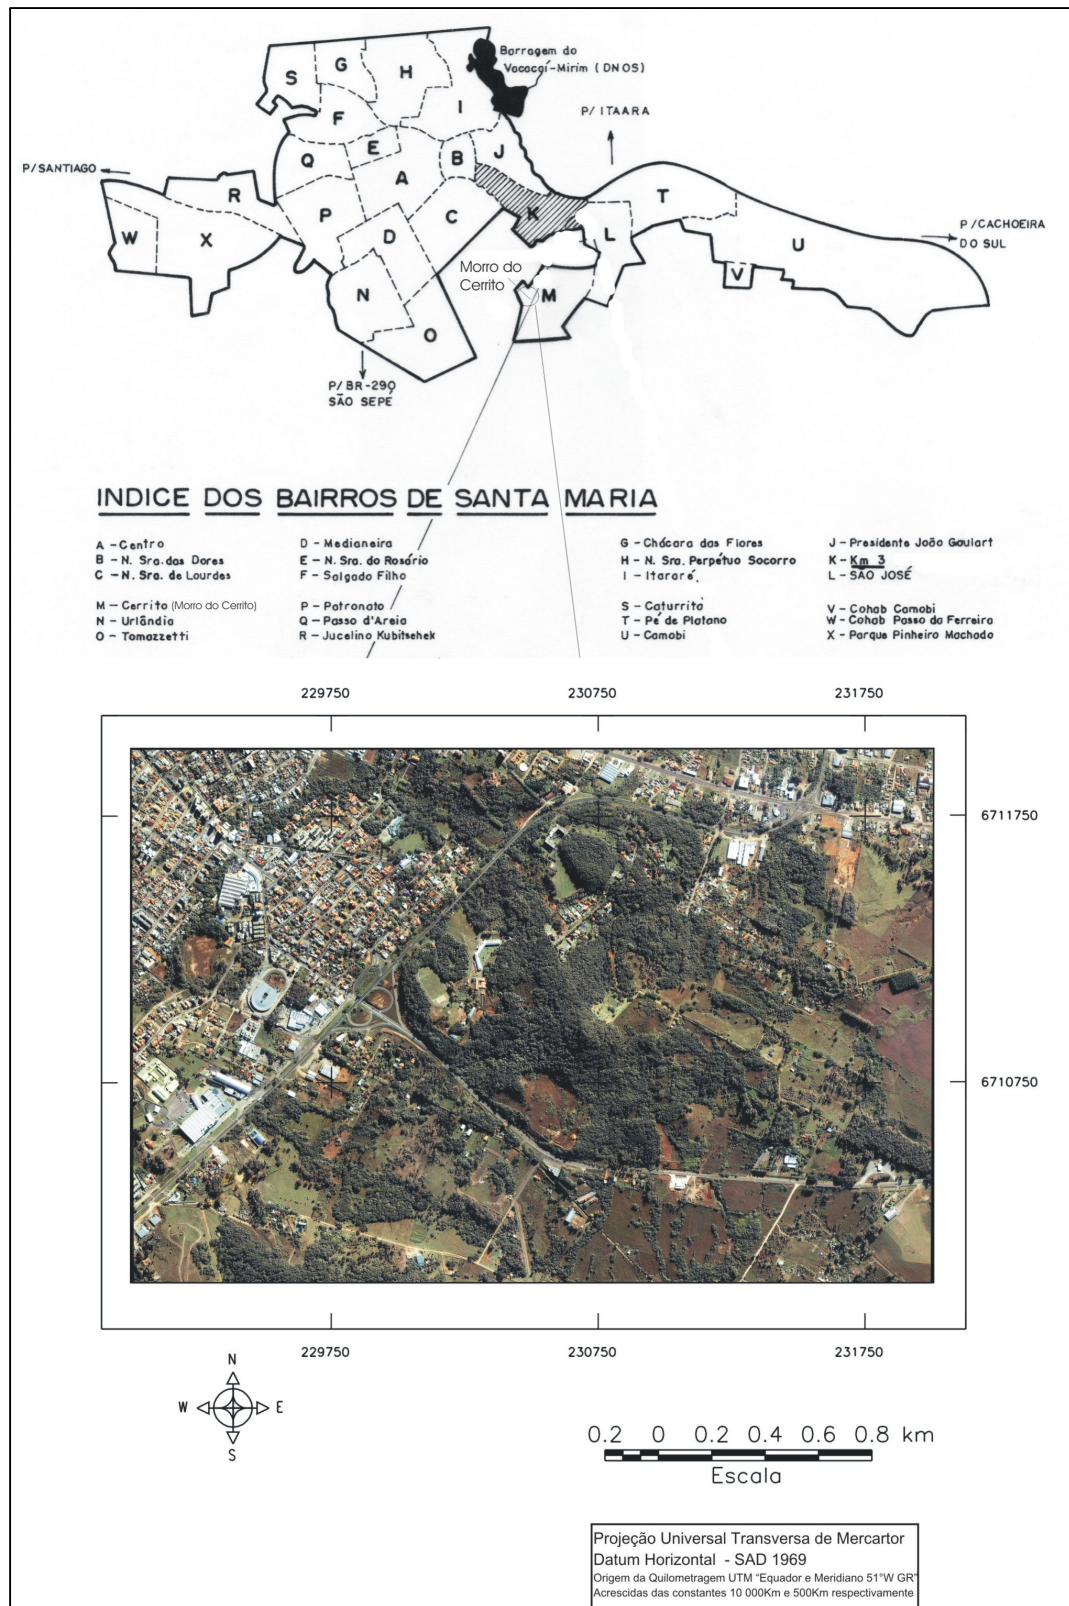 Barragem do
Vacacaí-Mirim (DNOS)
P/ITAARA
P/SANTIAGO
P/CACHOEIRA
DO SUL
S
G
H
I
F
E
Q
B
J
A
R
P
C
K
T
L
U
W
X
D
V
Morro do
Cerrito
N
M
O
P/BR-290
SÃO SEPÉ
INDICE DOS BAIRROS DE SANTA MARIA
A - Centro
B - N. Sra. das Dores
C - N. Sra. de Lourdes
M - Cerrito (Morro do Cerrito)
N - Urlândia
O - Tomazzetti
D - Medianeira
E - N. Sra. do Rosário
F - Salgado Filho
P - Patronato
Q - Passo d'Areia
R - Jucelino Kubitsehek
G - Chácara das Flores
H - N. Sra. Perpétuo Socorro
I - Itararé
S - Caturrita
T - Pé de Platano
U - Camobi
J - Presidente João Goulart
K - Km 3
L - SÃO JOSÉ
V - Cohab Camobi
W - Cohab Passo da Ferreira
X - Parque Pinheiro Machado
229750 230750 231750
6711750
6710750
229750 230750 231750
N
W E
S
0.2 0 0.2 0.4 0.6 0.8 km
Escala
Projeção Universal Transversa de Mercartor
Datum Horizontal - SAD 1969
Origem da Quilometragem UTM "Equador e Meridiano 51°W GR"
Acrescidas das constantes 10 000Km e 500Km respectivamente